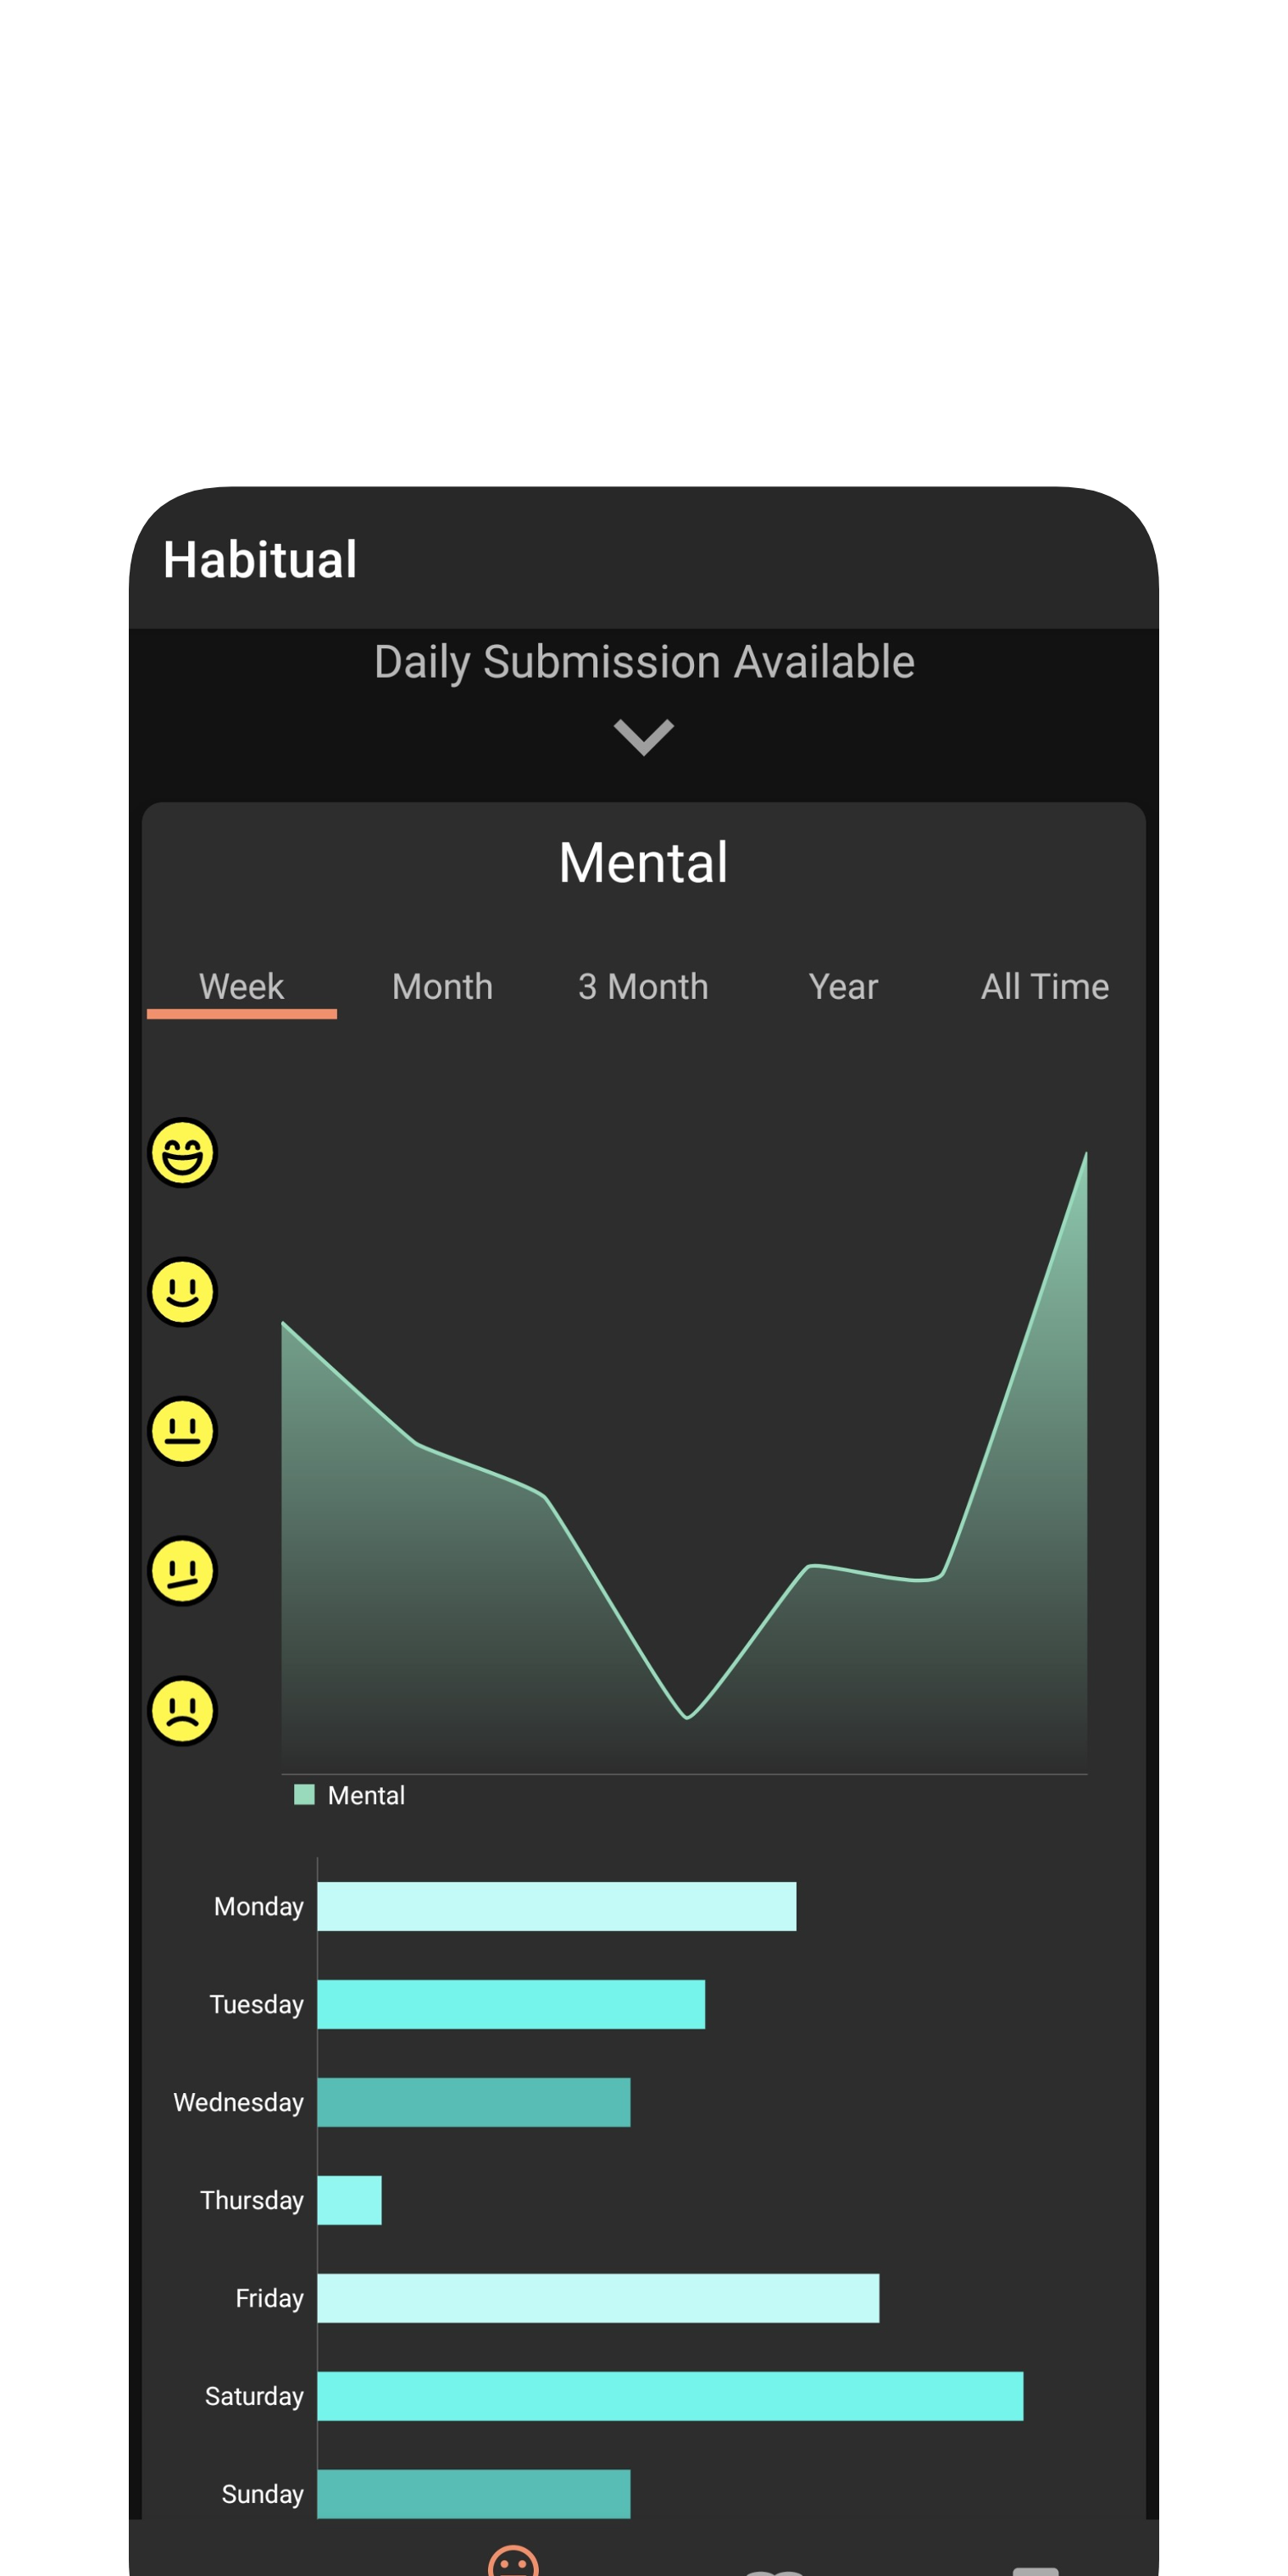 Habitual
Daily Submission Available
Mental
Week Month 3 Month Year All Time
Mental
Monday
Tuesday
Wednesday
Thursday
Friday
Saturday
Sunday